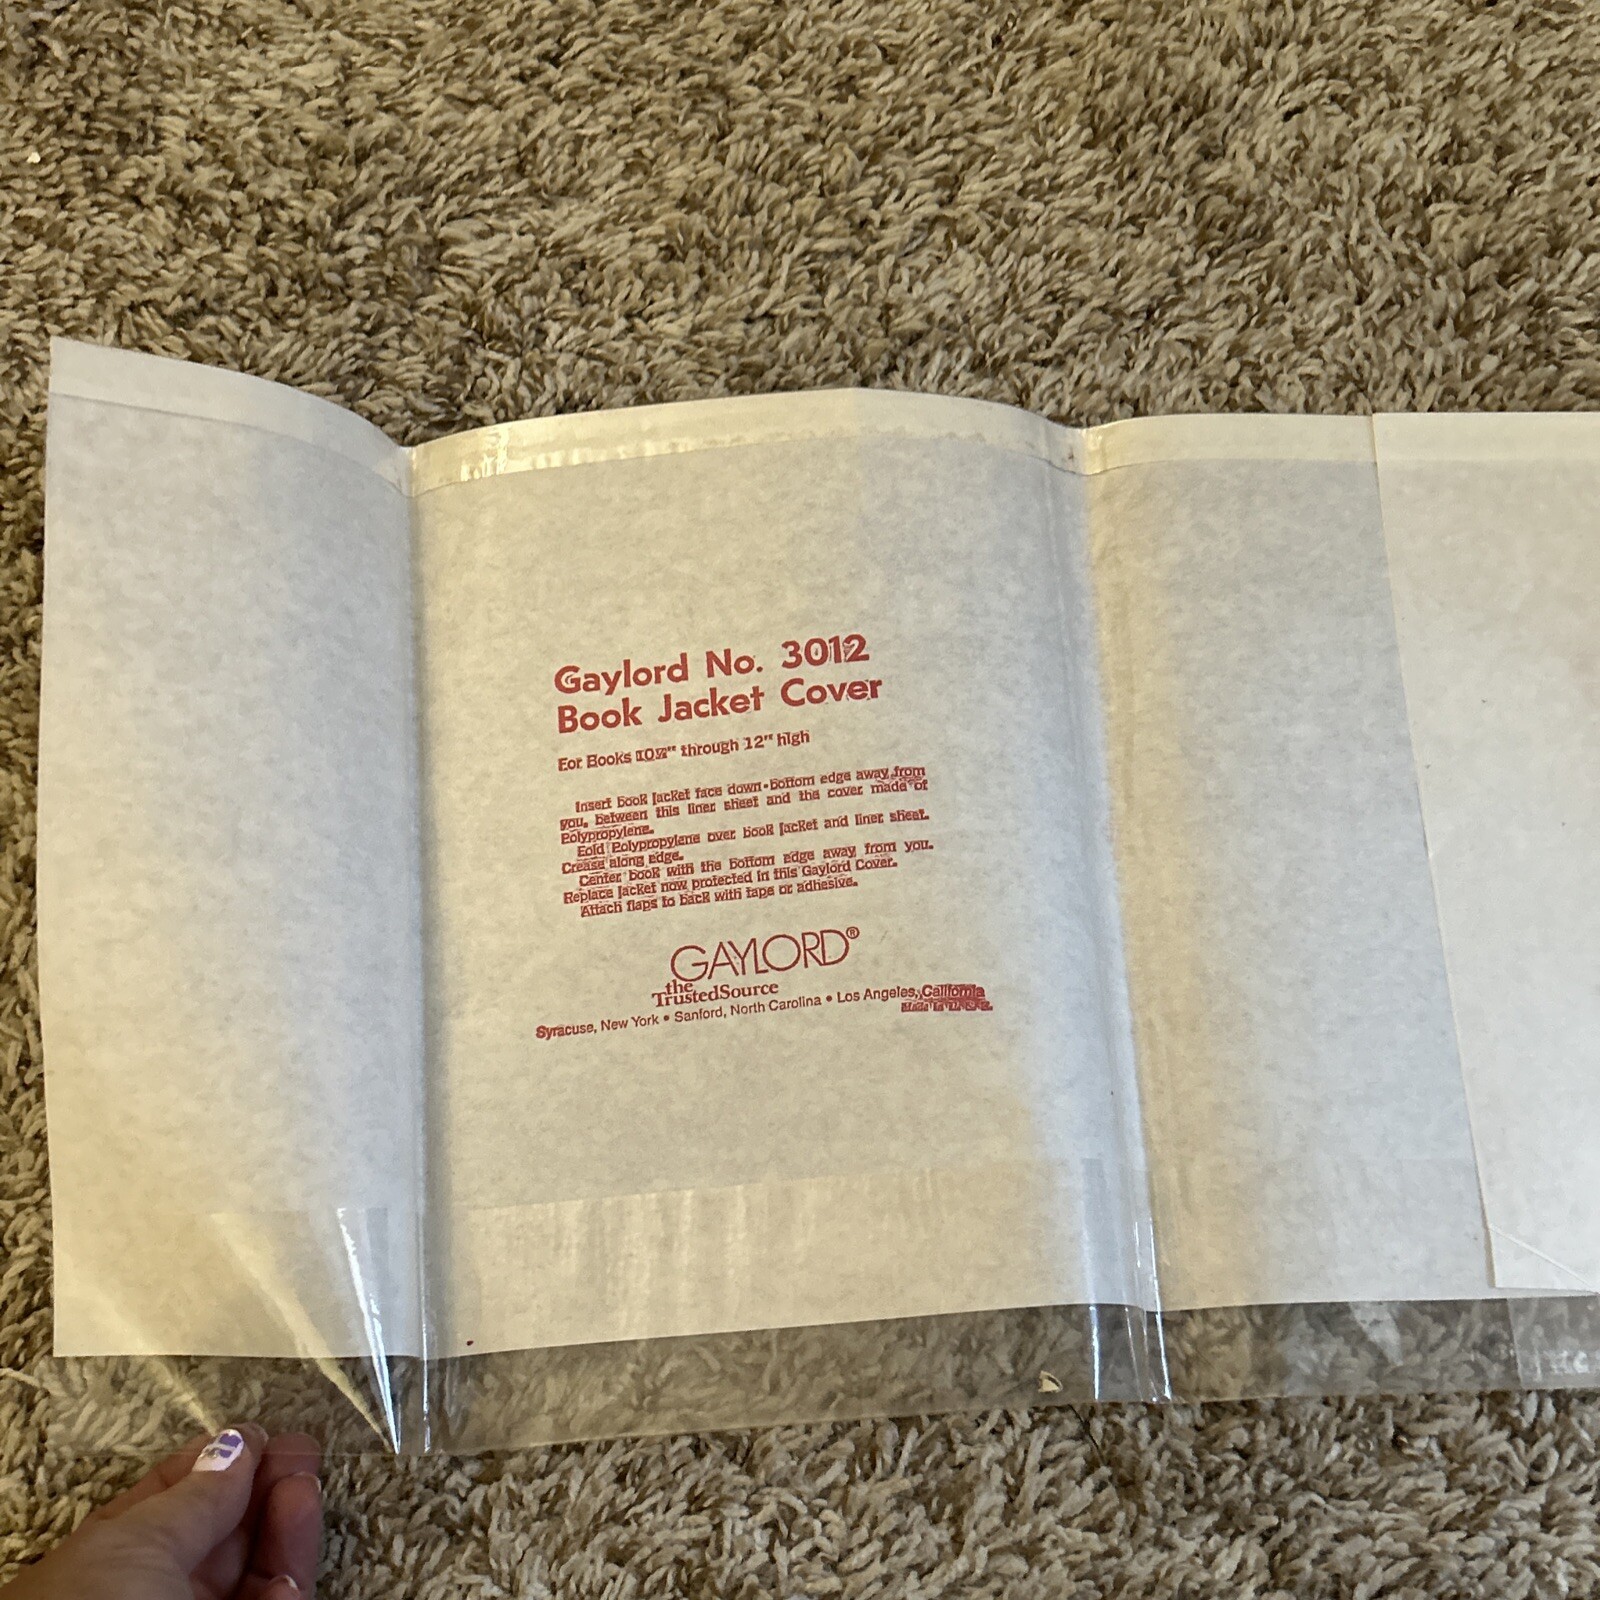 Gaylord No. 3012
Book Jacket Cover
For Books 10½" through 12" high
Insert book jacket face down-bottom edge away from
you, between this liner sheet and the cover made of
Polypropylene.
Fold Polypropylene over book jacket and liner sheet.
Crease along edge.
Center book with the bottom edge away from you.
Replace jacket now protected in this Gaylord Cover.
Attach flaps to back with tape or adhesive.
GAYLORD®
the
TrustedSource
Syracuse, New York • Sanford, North Carolina • Los Angeles, California
Made in U.S.A.